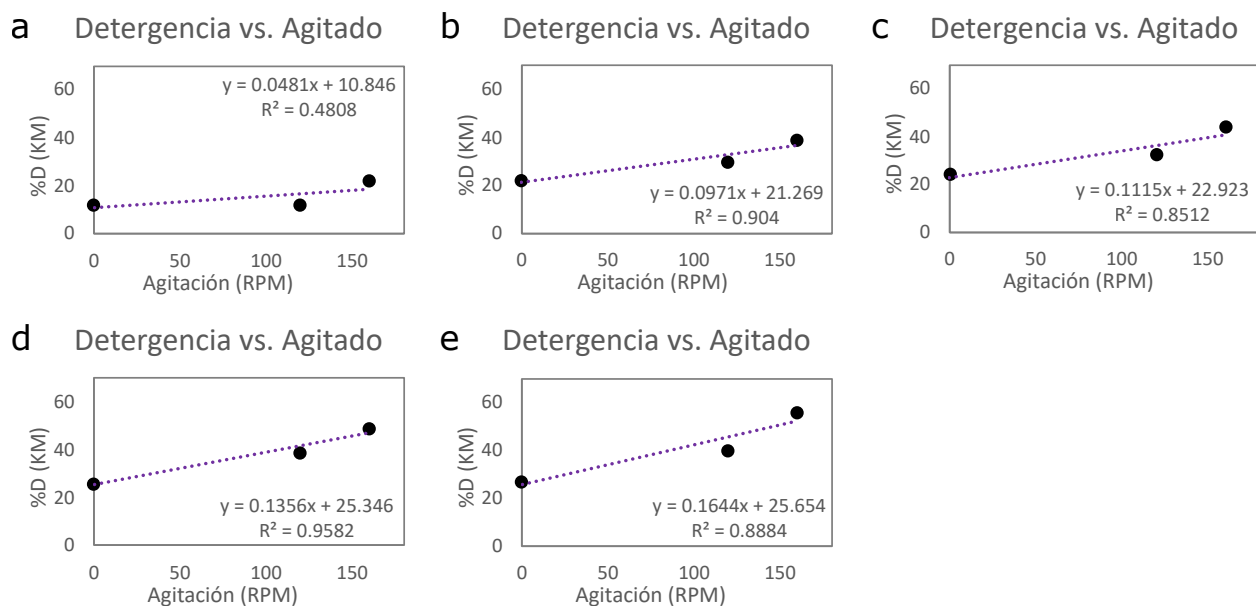 a Detergencia vs. Agitado
y = 0.0481x + 10.846
R² = 0.4808
60
40
20
0
%D (KM)
0 50 100 150
Agitación (RPM)
b Detergencia vs. Agitado
60
40
20
0
%D (KM)
y = 0.0971x + 21.269
R² = 0.904
0 50 100 150
Agitación (RPM)
c Detergencia vs. Agitado
60
40
20
0
%D (KM)
y = 0.1115x + 22.923
R² = 0.8512
0 50 100 150
Agitación (RPM)
d Detergencia vs. Agitado
60
40
20
0
%D (KM)
y = 0.1356x + 25.346
R² = 0.9582
0 50 100 150
Agitación (RPM)
e Detergencia vs. Agitado
60
40
20
0
%D (KM)
y = 0.1644x + 25.654
R² = 0.8884
0 50 100 150
Agitación (RPM)